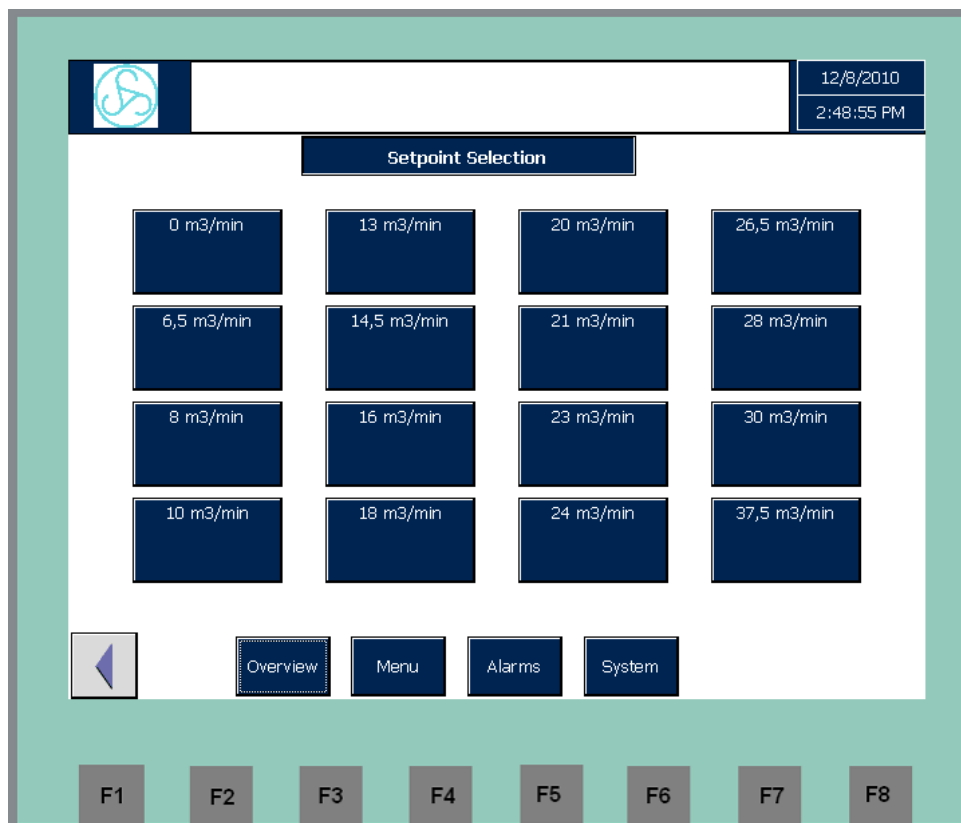 12/8/2010
2:48:55 PM
Setpoint Selection
0 m3/min
13 m3/min
20 m3/min
26,5 m3/min
6,5 m3/min
14,5 m3/min
21 m3/min
28 m3/min
8 m3/min
16 m3/min
23 m3/min
30 m3/min
10 m3/min
18 m3/min
24 m3/min
37,5 m3/min
Overview
Menu
Alarms
System
F1
F2
F3
F4
F5
F6
F7
F8